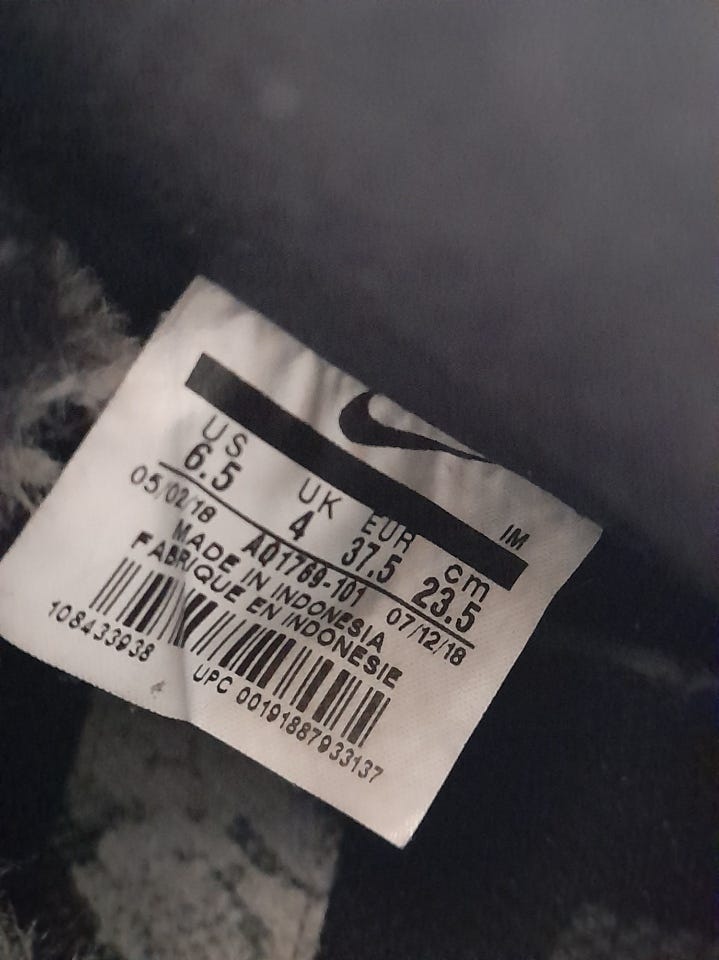 IM
US UK EUR cm
6.5 4 37.5 23.5
05/02/18 AQ1769-101 07/12/18
MADE IN INDONESIA
FABRIQUE EN INDONESIE
108433938 UPC 00191887933137